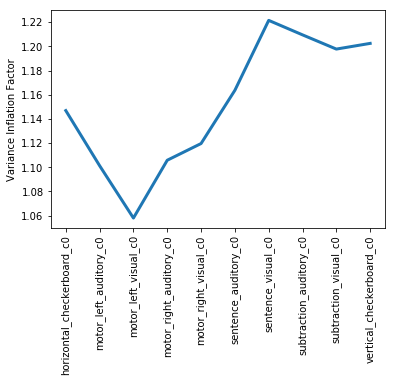 1.22
1.20
1.18
1.16
1.14
1.12
1.10
1.08
1.06
Variance Inflation Factor
horizontal_checkerboard_c0
motor_left_auditory_c0
motor_left_visual_c0
motor_right_auditory_c0
motor_right_visual_c0
sentence_auditory_c0
sentence_visual_c0
subtraction_auditory_c0
subtraction_visual_c0
vertical_checkerboard_c0